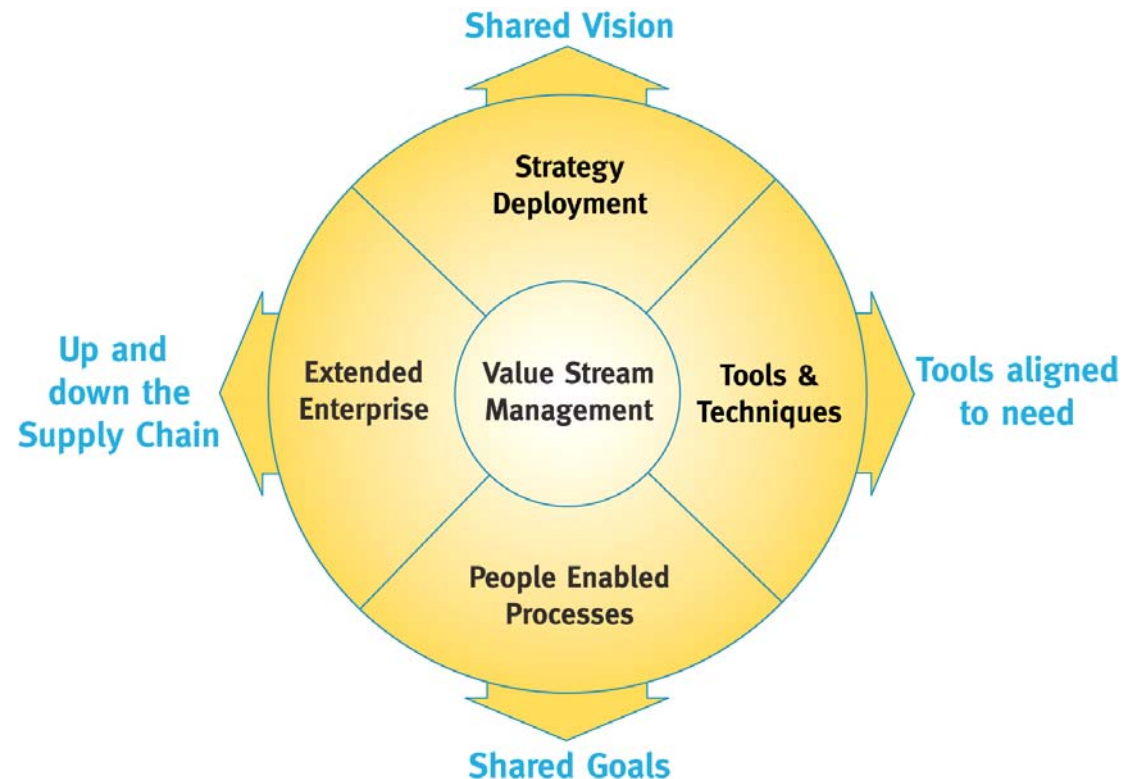 Shared Vision
Strategy
Deployment
Up and
down the
Supply Chain
Extended
Enterprise
Value Stream
Management
Tools &
Techniques
Tools aligned
to need
People Enabled
Processes
Shared Goals